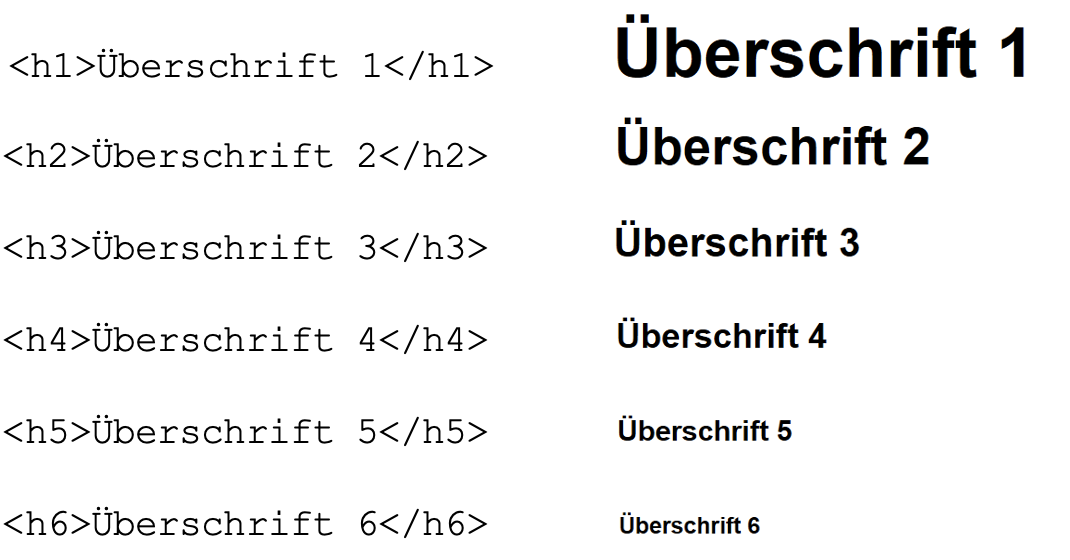 <h1>Überschrift 1</h1> Überschrift 1
<h2>Überschrift 2</h2> Überschrift 2
<h3>Überschrift 3</h3> Überschrift 3
<h4>Überschrift 4</h4> Überschrift 4
<h5>Überschrift 5</h5> Überschrift 5
<h6>Überschrift 6</h6> Überschrift 6